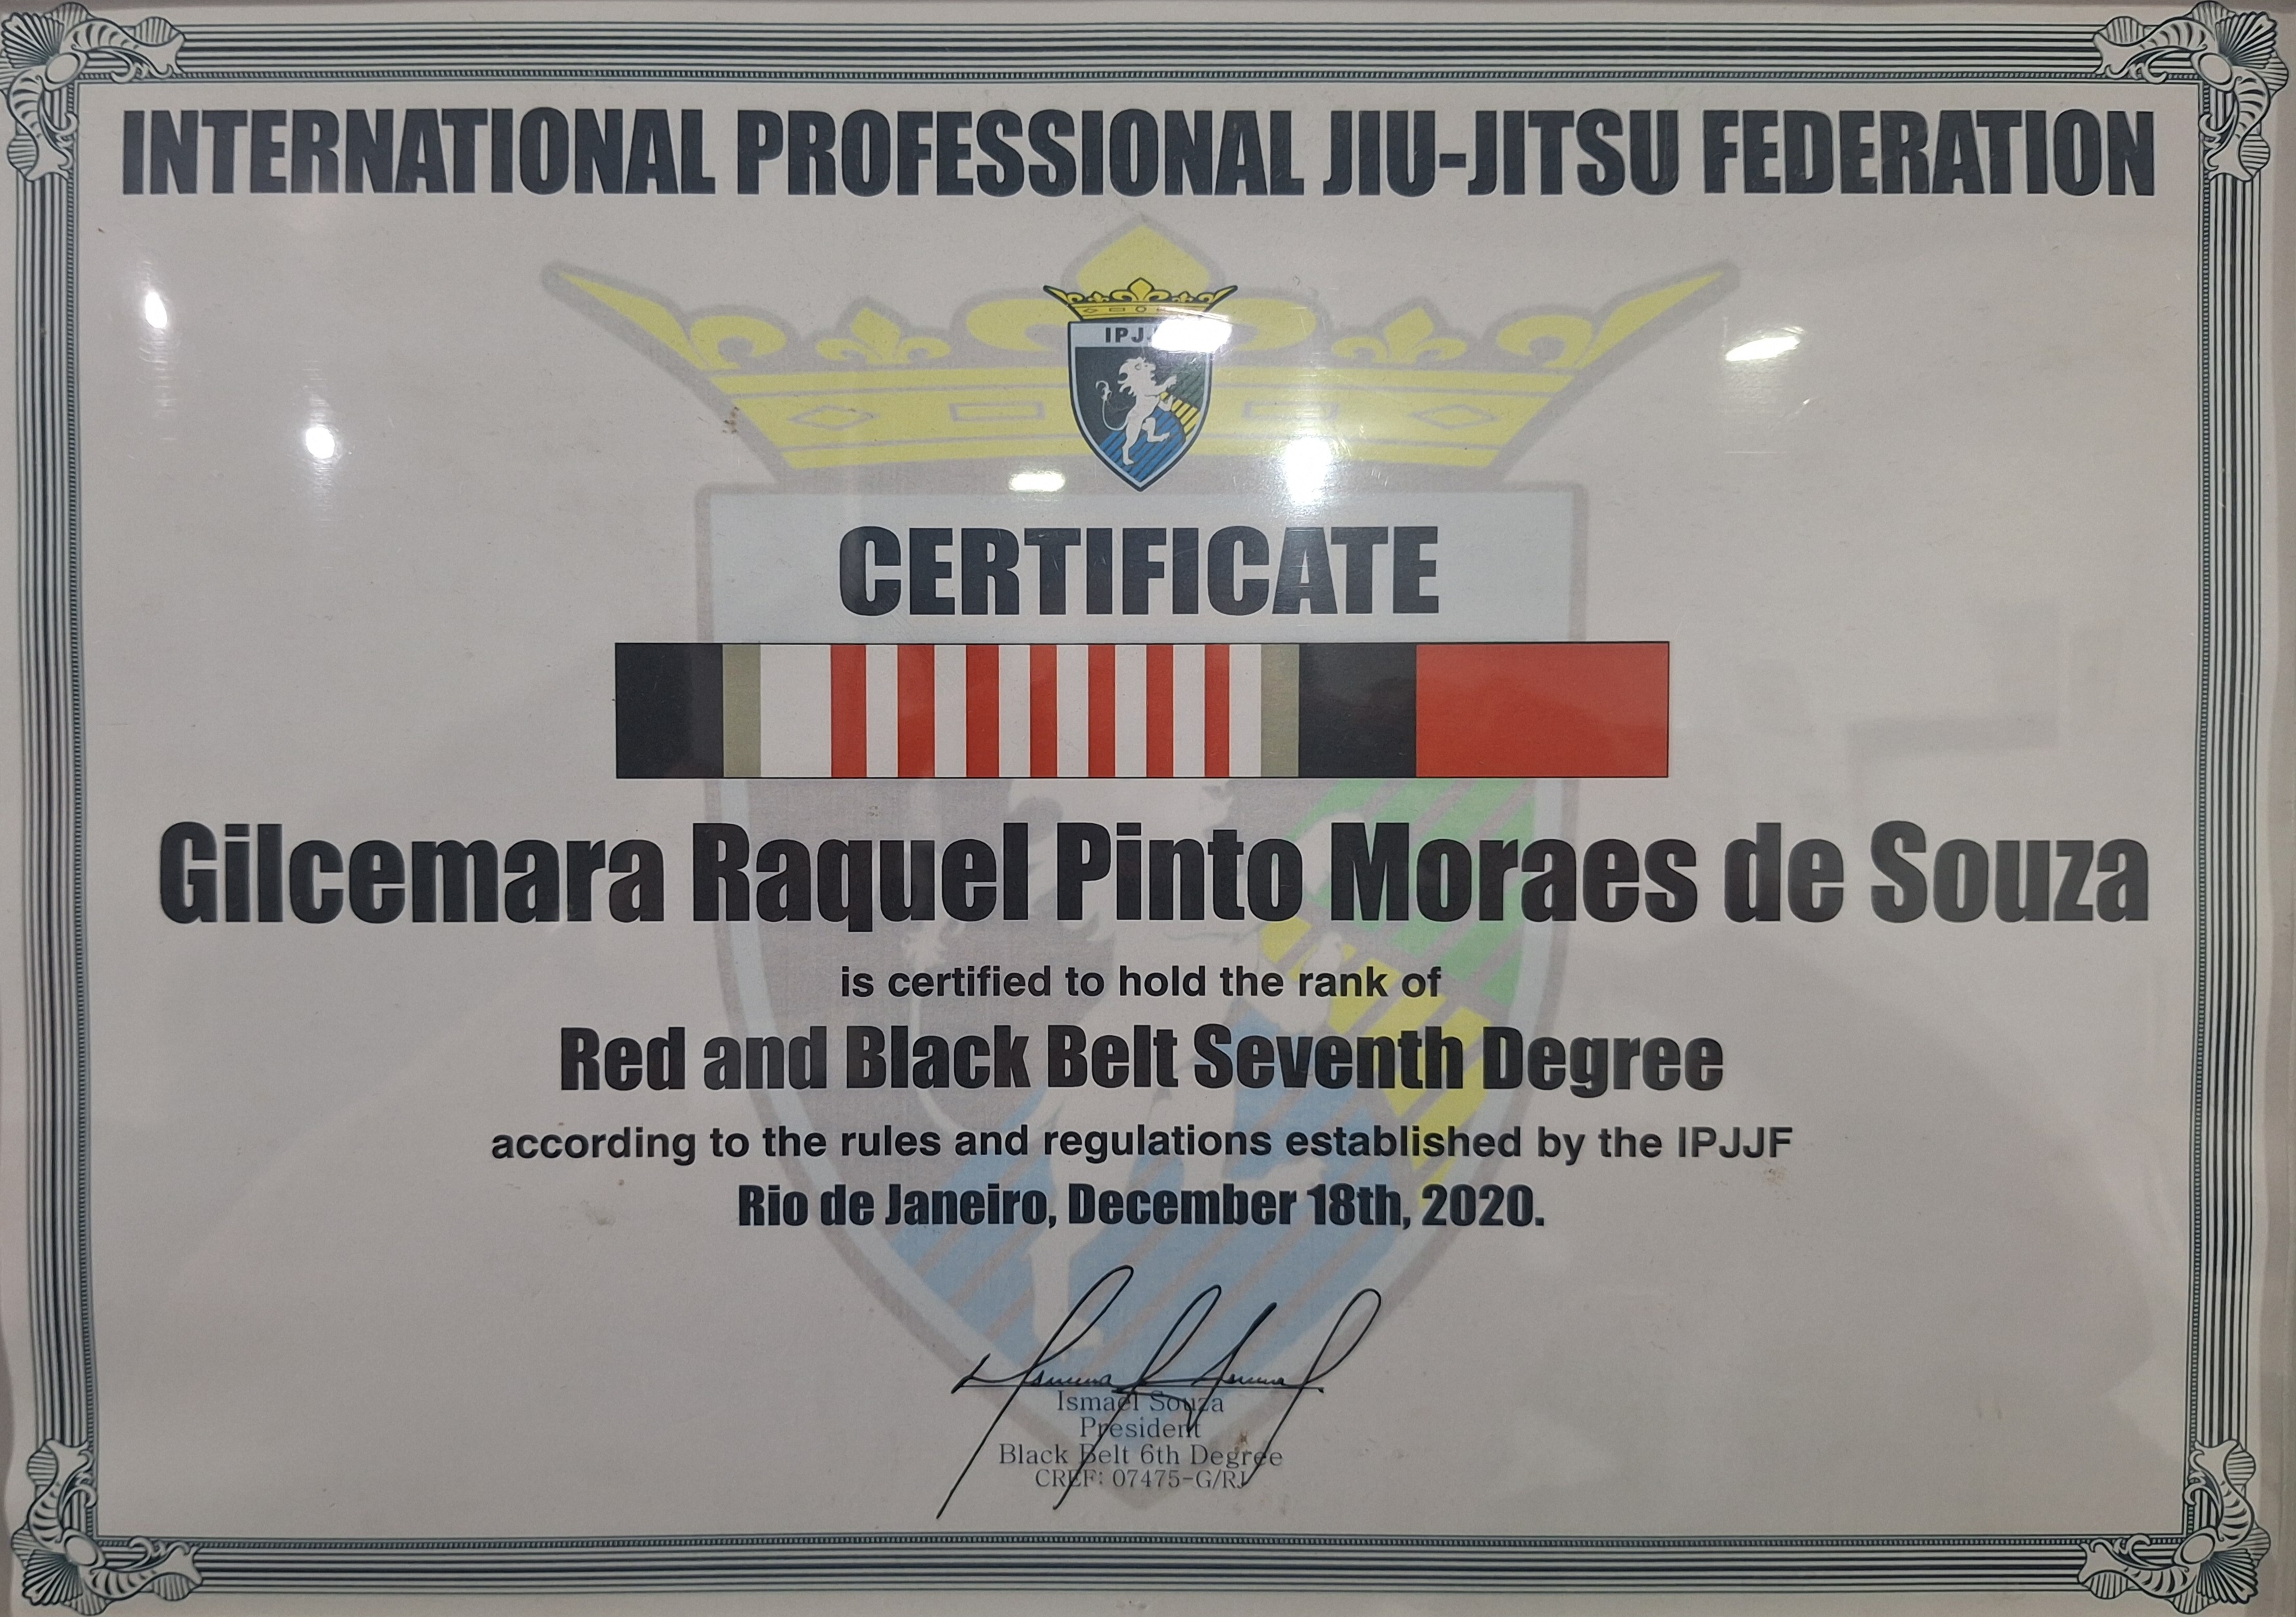 INTERNATIONAL PROFESSIONAL JIU-JITSU FEDERATION
CERTIFICATE
Gilcemara Raquel Pinto Moraes de Souza
is certified to hold the rank of
Red and Black Belt Seventh Degree
according to the rules and regulations established by the IPJJF
Rio de Janeiro, December 18th, 2020.
Ismael Souza
President
Black Belt 6th Degree
CREF: 07475-G/RJ